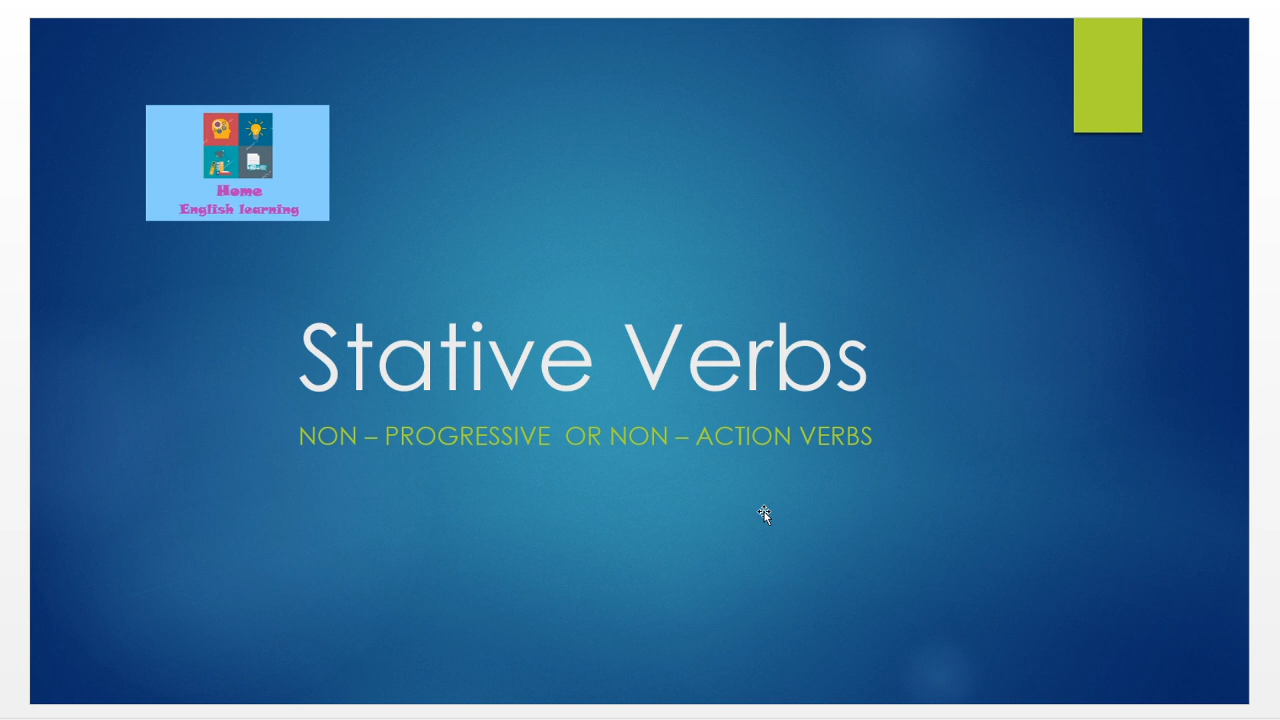 Home
English learning
Stative Verbs
NON – PROGRESSIVE OR NON – ACTION VERBS